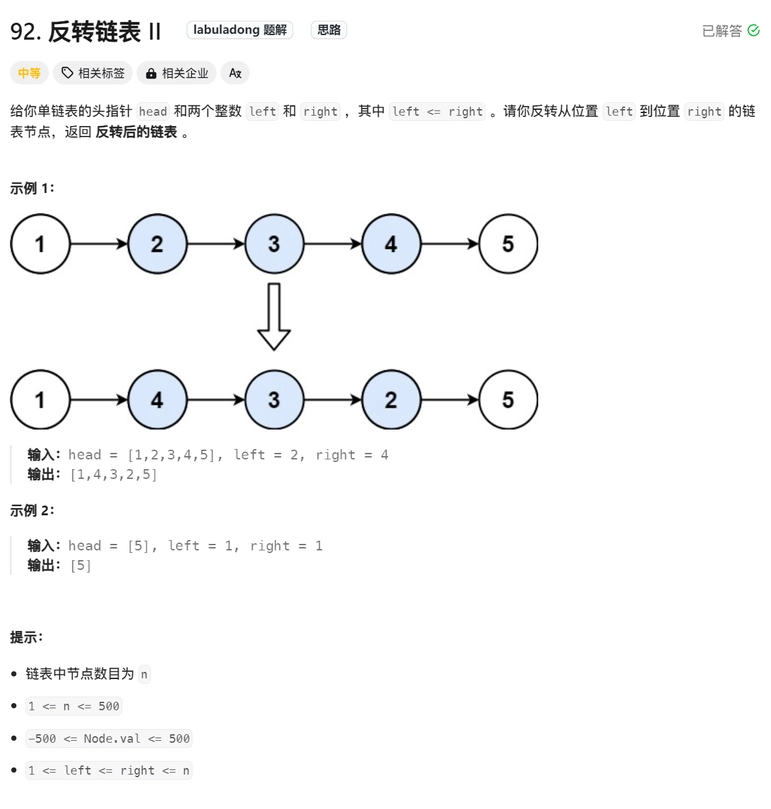 92. 反转链表 II labuladong 题解 思路 已解答
中等 相关标签 相关企业 Ax
给你单链表的头指针 head 和两个整数 left 和 right ，其中 left <= right 。请你反转从位置 left 到位置 right 的链
表节点，返回 反转后的链表 。
示例 1：
1 2 3 4 5
1 4 3 2 5
输入：head = [1,2,3,4,5], left = 2, right = 4
输出：[1,4,3,2,5]
示例 2：
输入：head = [5], left = 1, right = 1
输出：[5]
提示：
• 链表中节点数目为 n
• 1 <= n <= 500
• -500 <= Node.val <= 500
• 1 <= left <= right <= n